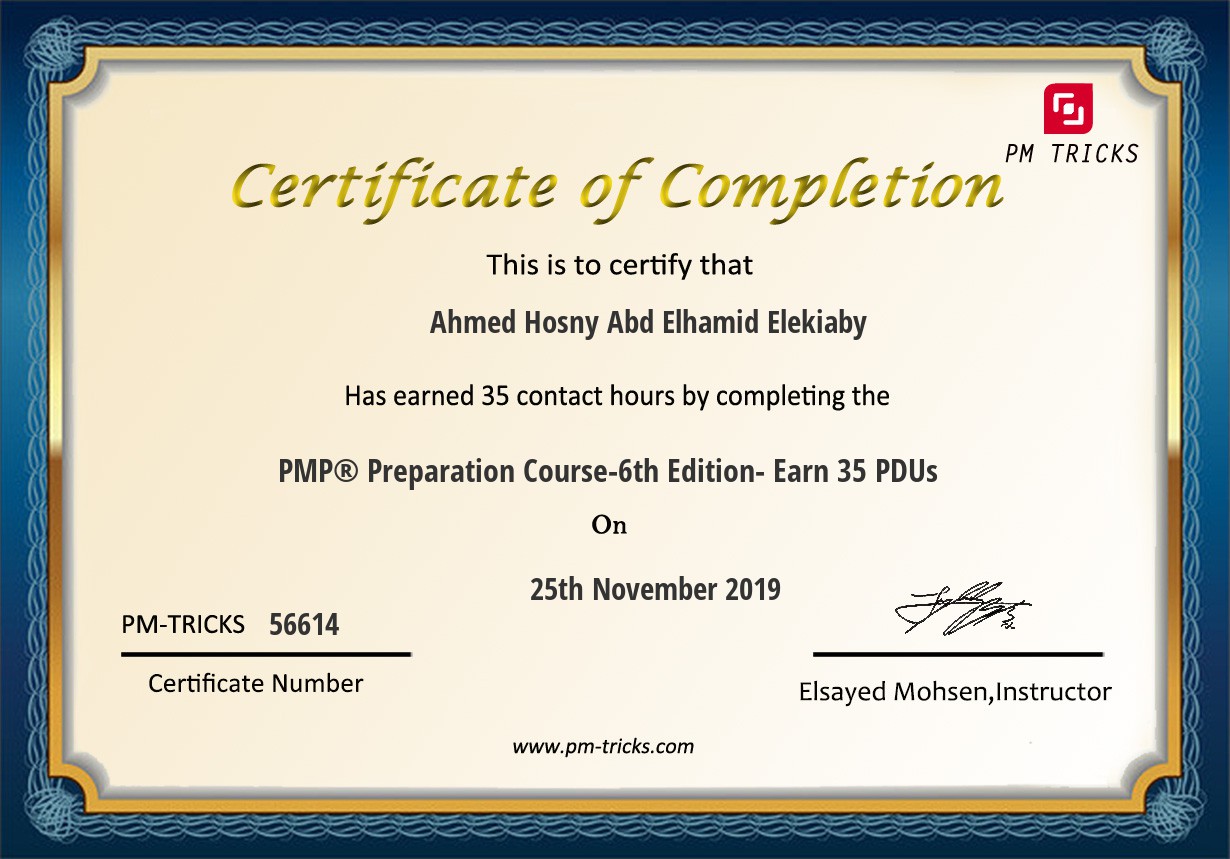 PM TRICKS
Certificate of Completion
This is to certify that
Ahmed Hosny Abd Elhamid Elekiaby
Has earned 35 contact hours by completing the
PMP® Preparation Course-6th Edition- Earn 35 PDUs
On
25th November 2019
PM-TRICKS 56614
Certificate Number
Elsayed Mohsen,Instructor
www.pm-tricks.com